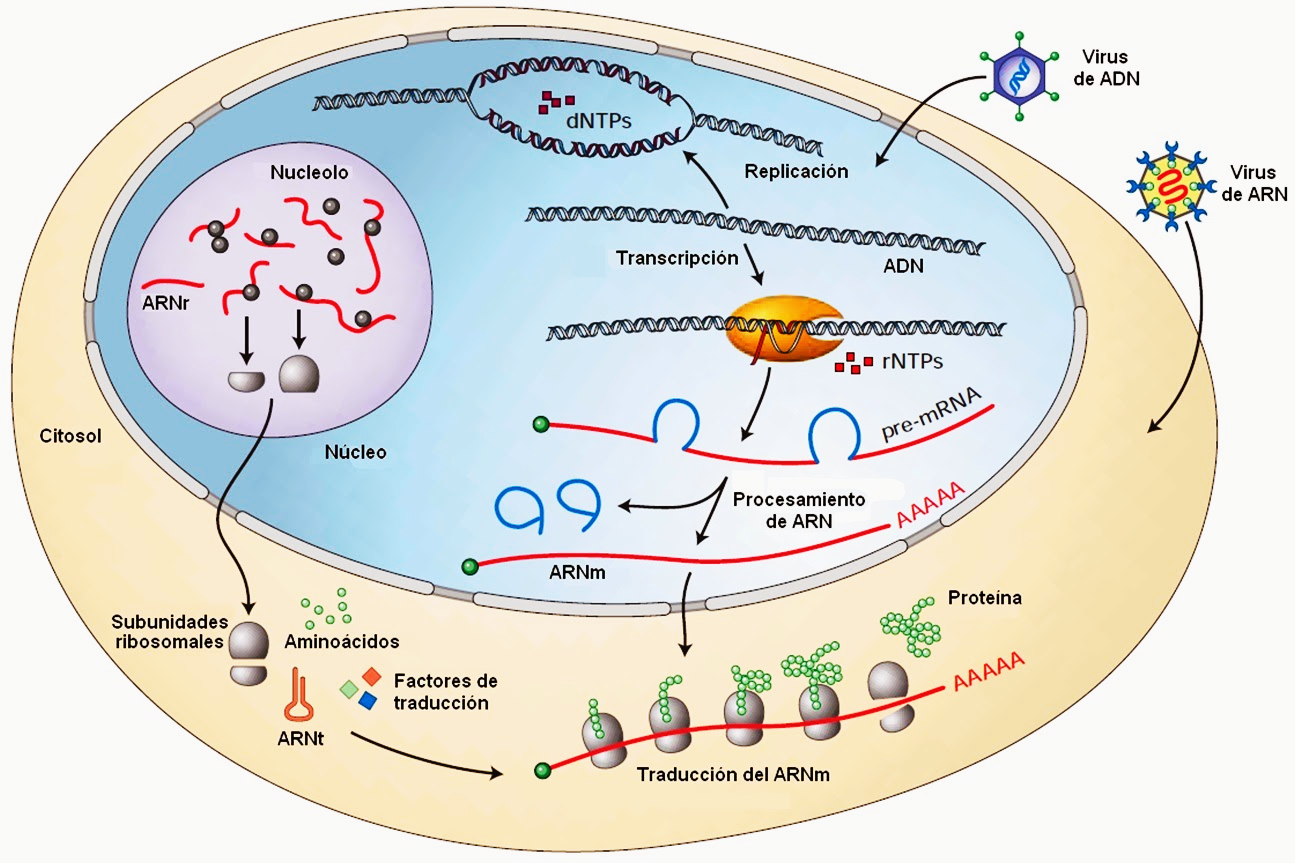 Virus
de ADN
dNTPs
Replicación
Nucleolo
Virus
de ARN
Transcripción
ADN
ARNr
rNTPs
pre-mRNA
Citosol
Núcleo
Procesamiento
de ARN
AAAAA
ARNm
Proteína
Subunidades
ribosomales
Aminoácidos
AAAAA
Factores de
traducción
ARNt
Traducción del ARNm